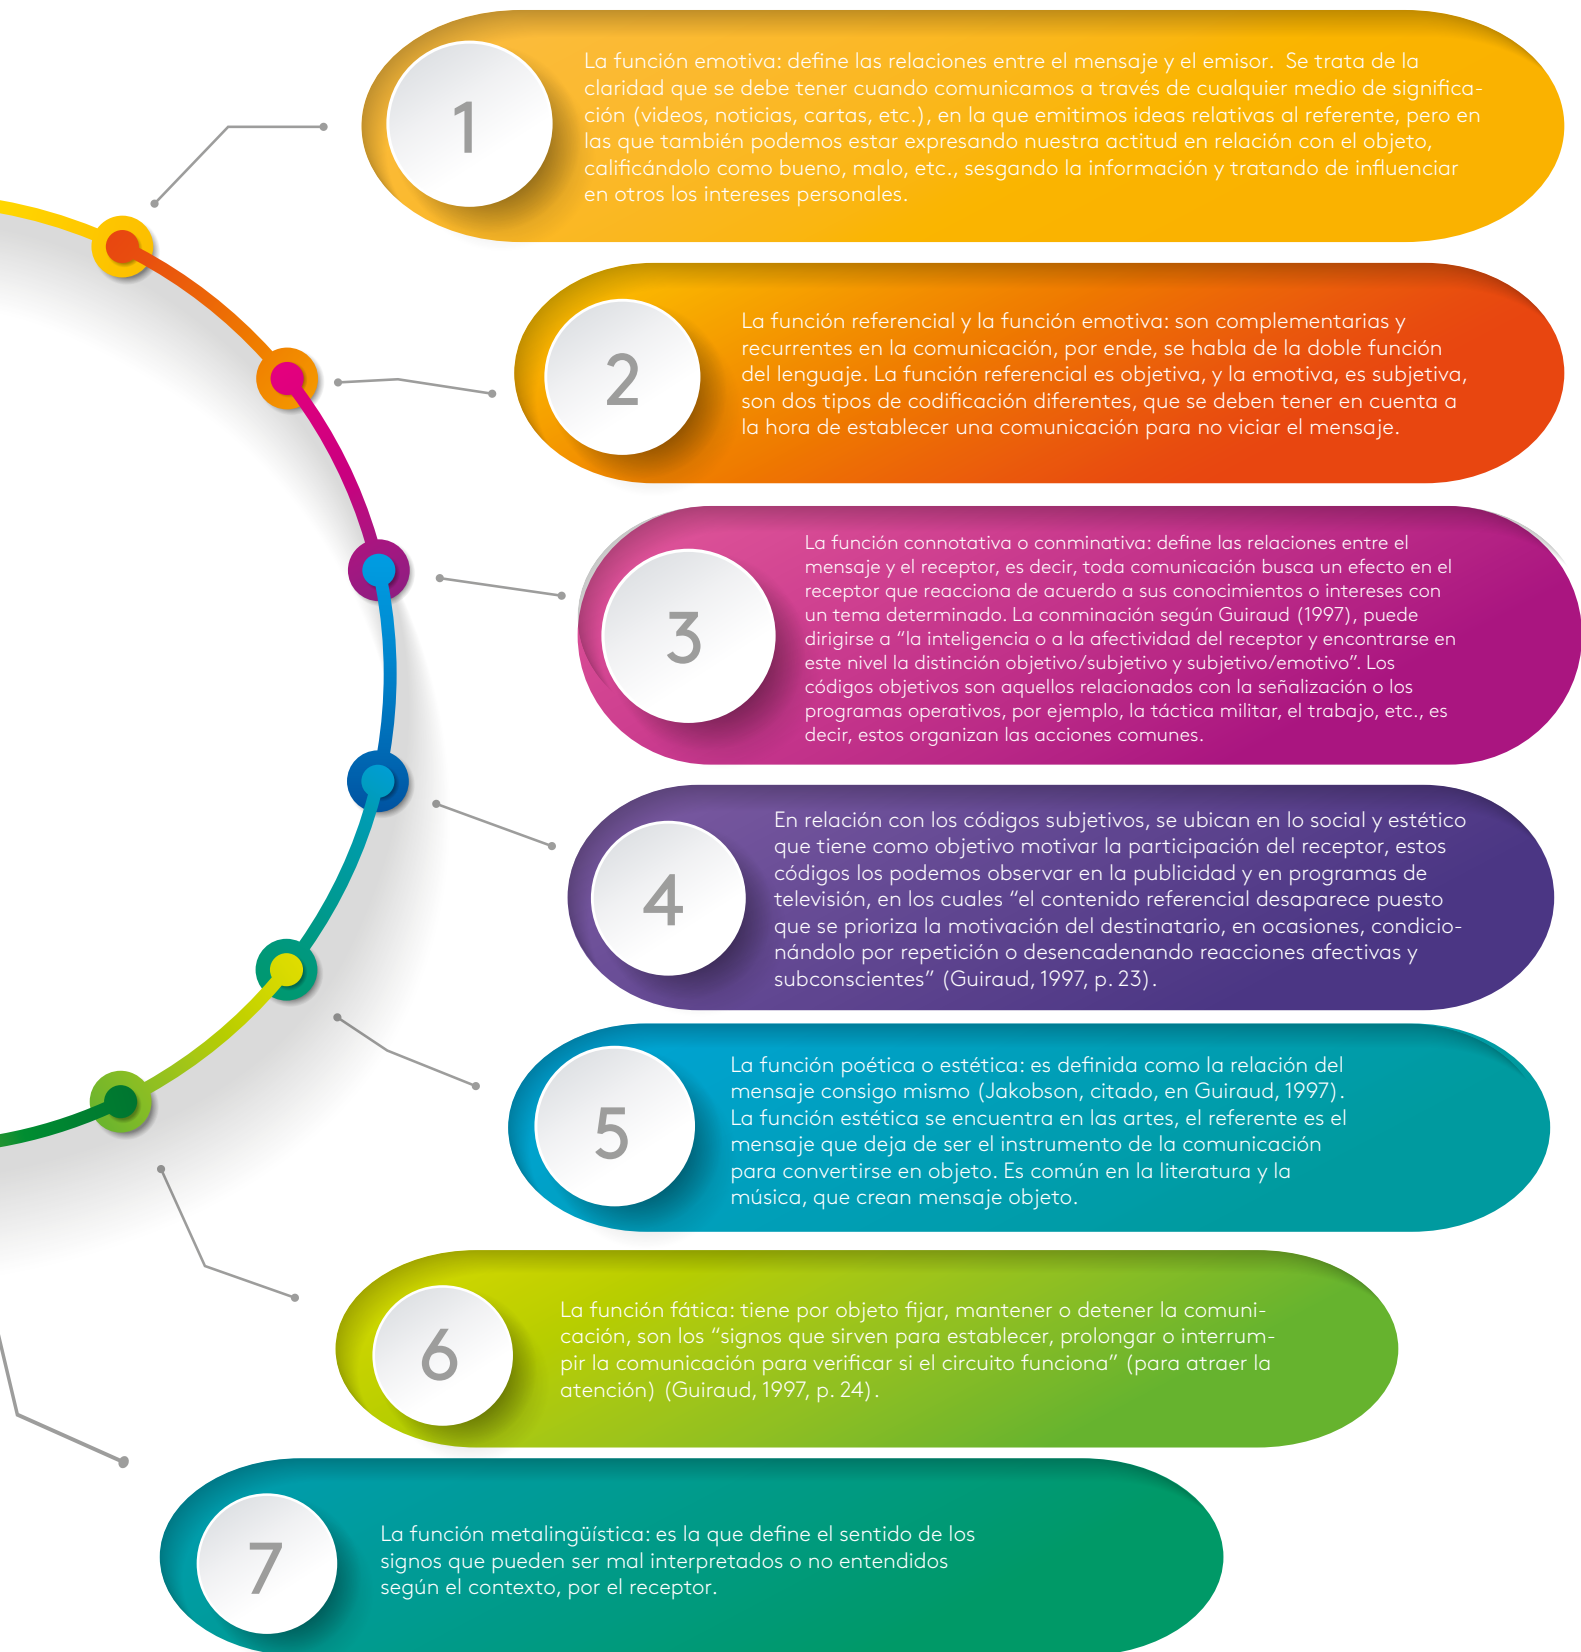 1
La función emotiva: define las relaciones entre el mensaje y el emisor.  Se trata de la
claridad que se debe tener cuando comunicamos a través de cualquier medio de significa-
ción (videos, noticias, cartas, etc.), en la que emitimos ideas relativas al referente, pero en
las que también podemos estar expresando nuestra actitud en relación con el objeto,
calificándolo como bueno, malo, etc., sesgando la información y tratando de influenciar
en otros los intereses personales.
2
La función referencial y la función emotiva: son complementarias y
recurrentes en la comunicación, por ende, se habla de la doble función
del lenguaje. La función referencial es objetiva, y la emotiva, es subjetiva,
son dos tipos de codificación diferentes, que se deben tener en cuenta a
la hora de establecer una comunicación para no viciar el mensaje.
3
La función connotativa o conminativa: define las relaciones entre el
mensaje y el receptor, es decir, toda comunicación busca un efecto en el
receptor que reacciona de acuerdo a sus conocimientos o intereses con
un tema determinado. La conminación según Guiraud (1997), puede
dirigirse a “la inteligencia o a la afectividad del receptor y encontrarse en
este nivel la distinción objetivo/subjetivo y subjetivo/emotivo”. Los
códigos objetivos son aquellos relacionados con la señalización o los
programas operativos, por ejemplo, la táctica militar, el trabajo, etc., es
decir, estos organizan las acciones comunes.
4
En relación con los códigos subjetivos, se ubican en lo social y estético
que tiene como objetivo motivar la participación del receptor, estos
códigos los podemos observar en la publicidad y en programas de
televisión, en los cuales “el contenido referencial desaparece puesto
que se prioriza la motivación del destinatario, en ocasiones, condicio-
nándolo por repetición o desencadenando reacciones afectivas y
subconscientes” (Guiraud, 1997, p. 23).
5
La función poética o estética: es definida como la relación del
mensaje consigo mismo (Jakobson, citado, en Guiraud, 1997).
La función estética se encuentra en las artes, el referente es el
mensaje que deja de ser el instrumento de la comunicación
para convertirse en objeto. Es común en la literatura y la
música, que crean mensaje objeto.
6
La función fática: tiene por objeto fijar, mantener o detener la comuni-
cación, son los “signos que sirven para establecer, prolongar o interrum-
pir la comunicación para verificar si el circuito funciona” (para atraer la
atención) (Guiraud, 1997, p. 24).
7
La función metalingüística: es la que define el sentido de los
signos que pueden ser mal interpretados o no entendidos
según el contexto, por el receptor.